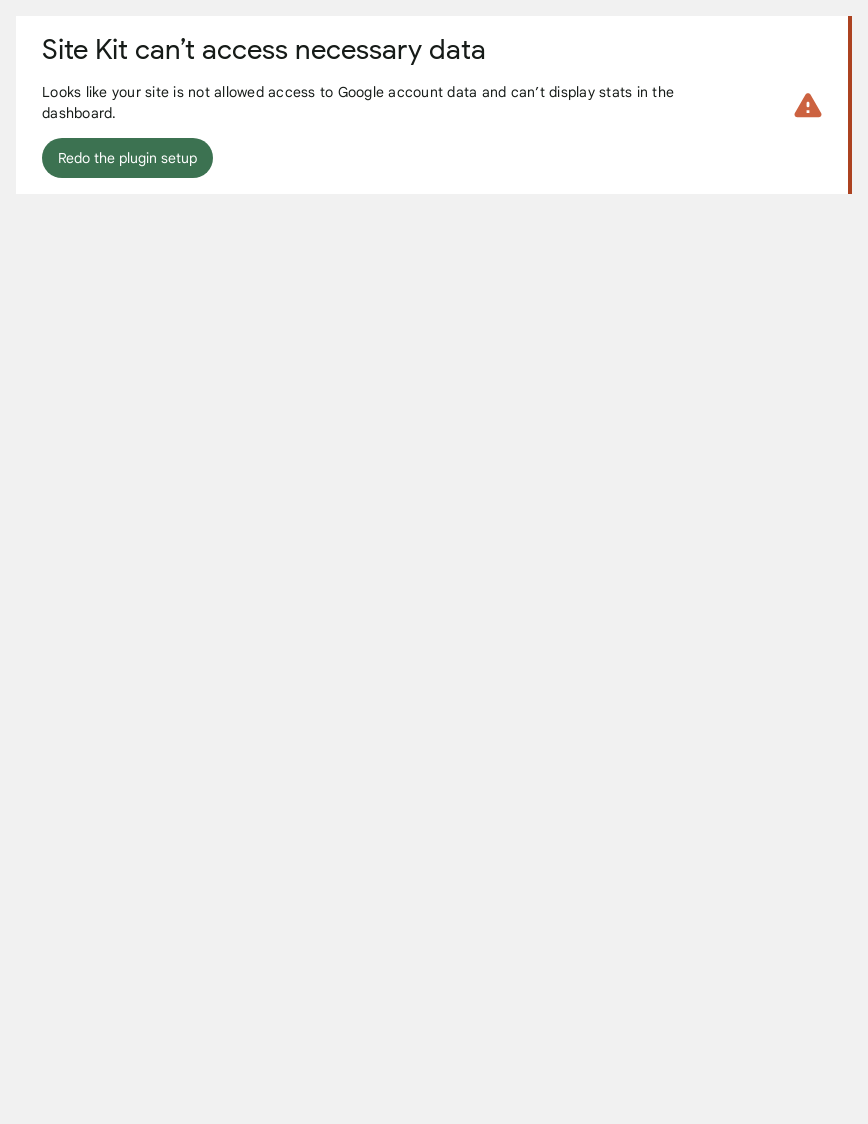 Site Kit can’t access necessary data
Looks like your site is not allowed access to Google account data and can’t display stats in the
dashboard.
Redo the plugin setup